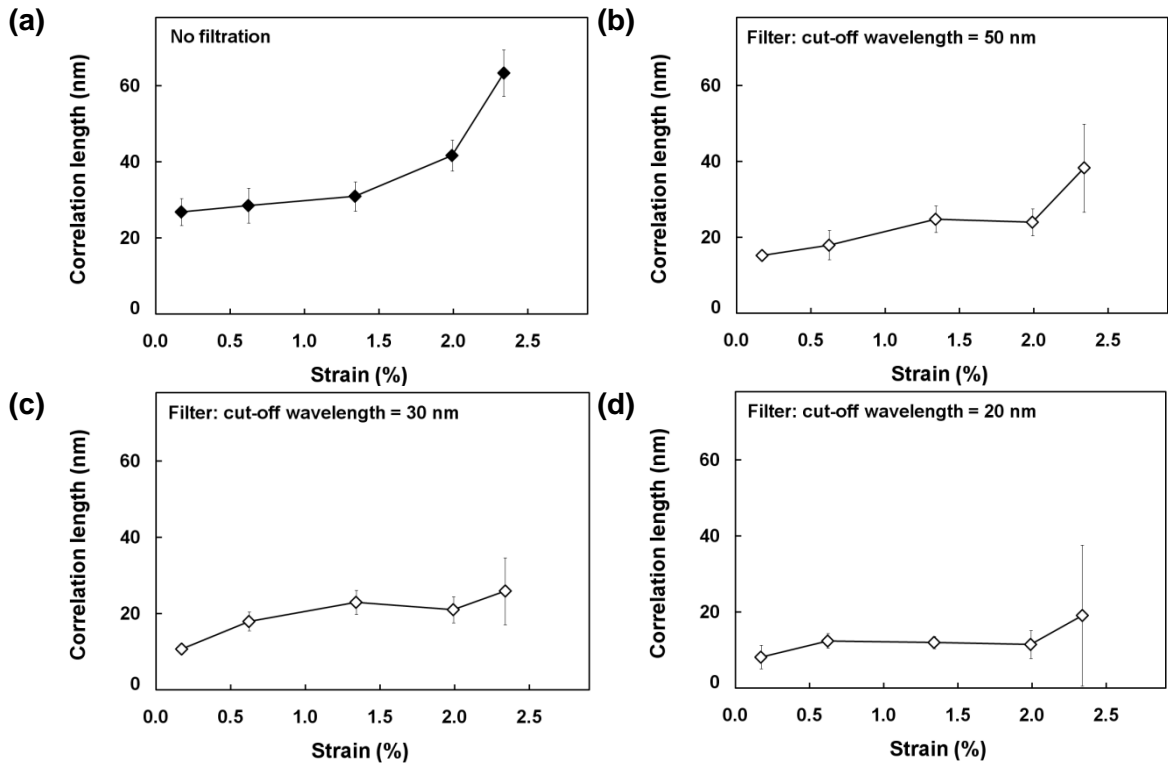 (a)
No filtration
Correlation length (nm)
60
40
20
0
0.0 0.5 1.0 1.5 2.0 2.5
Strain (%)
(b)
Filter: cut-off wavelength = 50 nm
Correlation length (nm)
60
40
20
0
0.0 0.5 1.0 1.5 2.0 2.5
Strain (%)
(c)
Filter: cut-off wavelength = 30 nm
Correlation length (nm)
60
40
20
0
0.0 0.5 1.0 1.5 2.0 2.5
Strain (%)
(d)
Filter: cut-off wavelength = 20 nm
Correlation length (nm)
60
40
20
0
0.0 0.5 1.0 1.5 2.0 2.5
Strain (%)